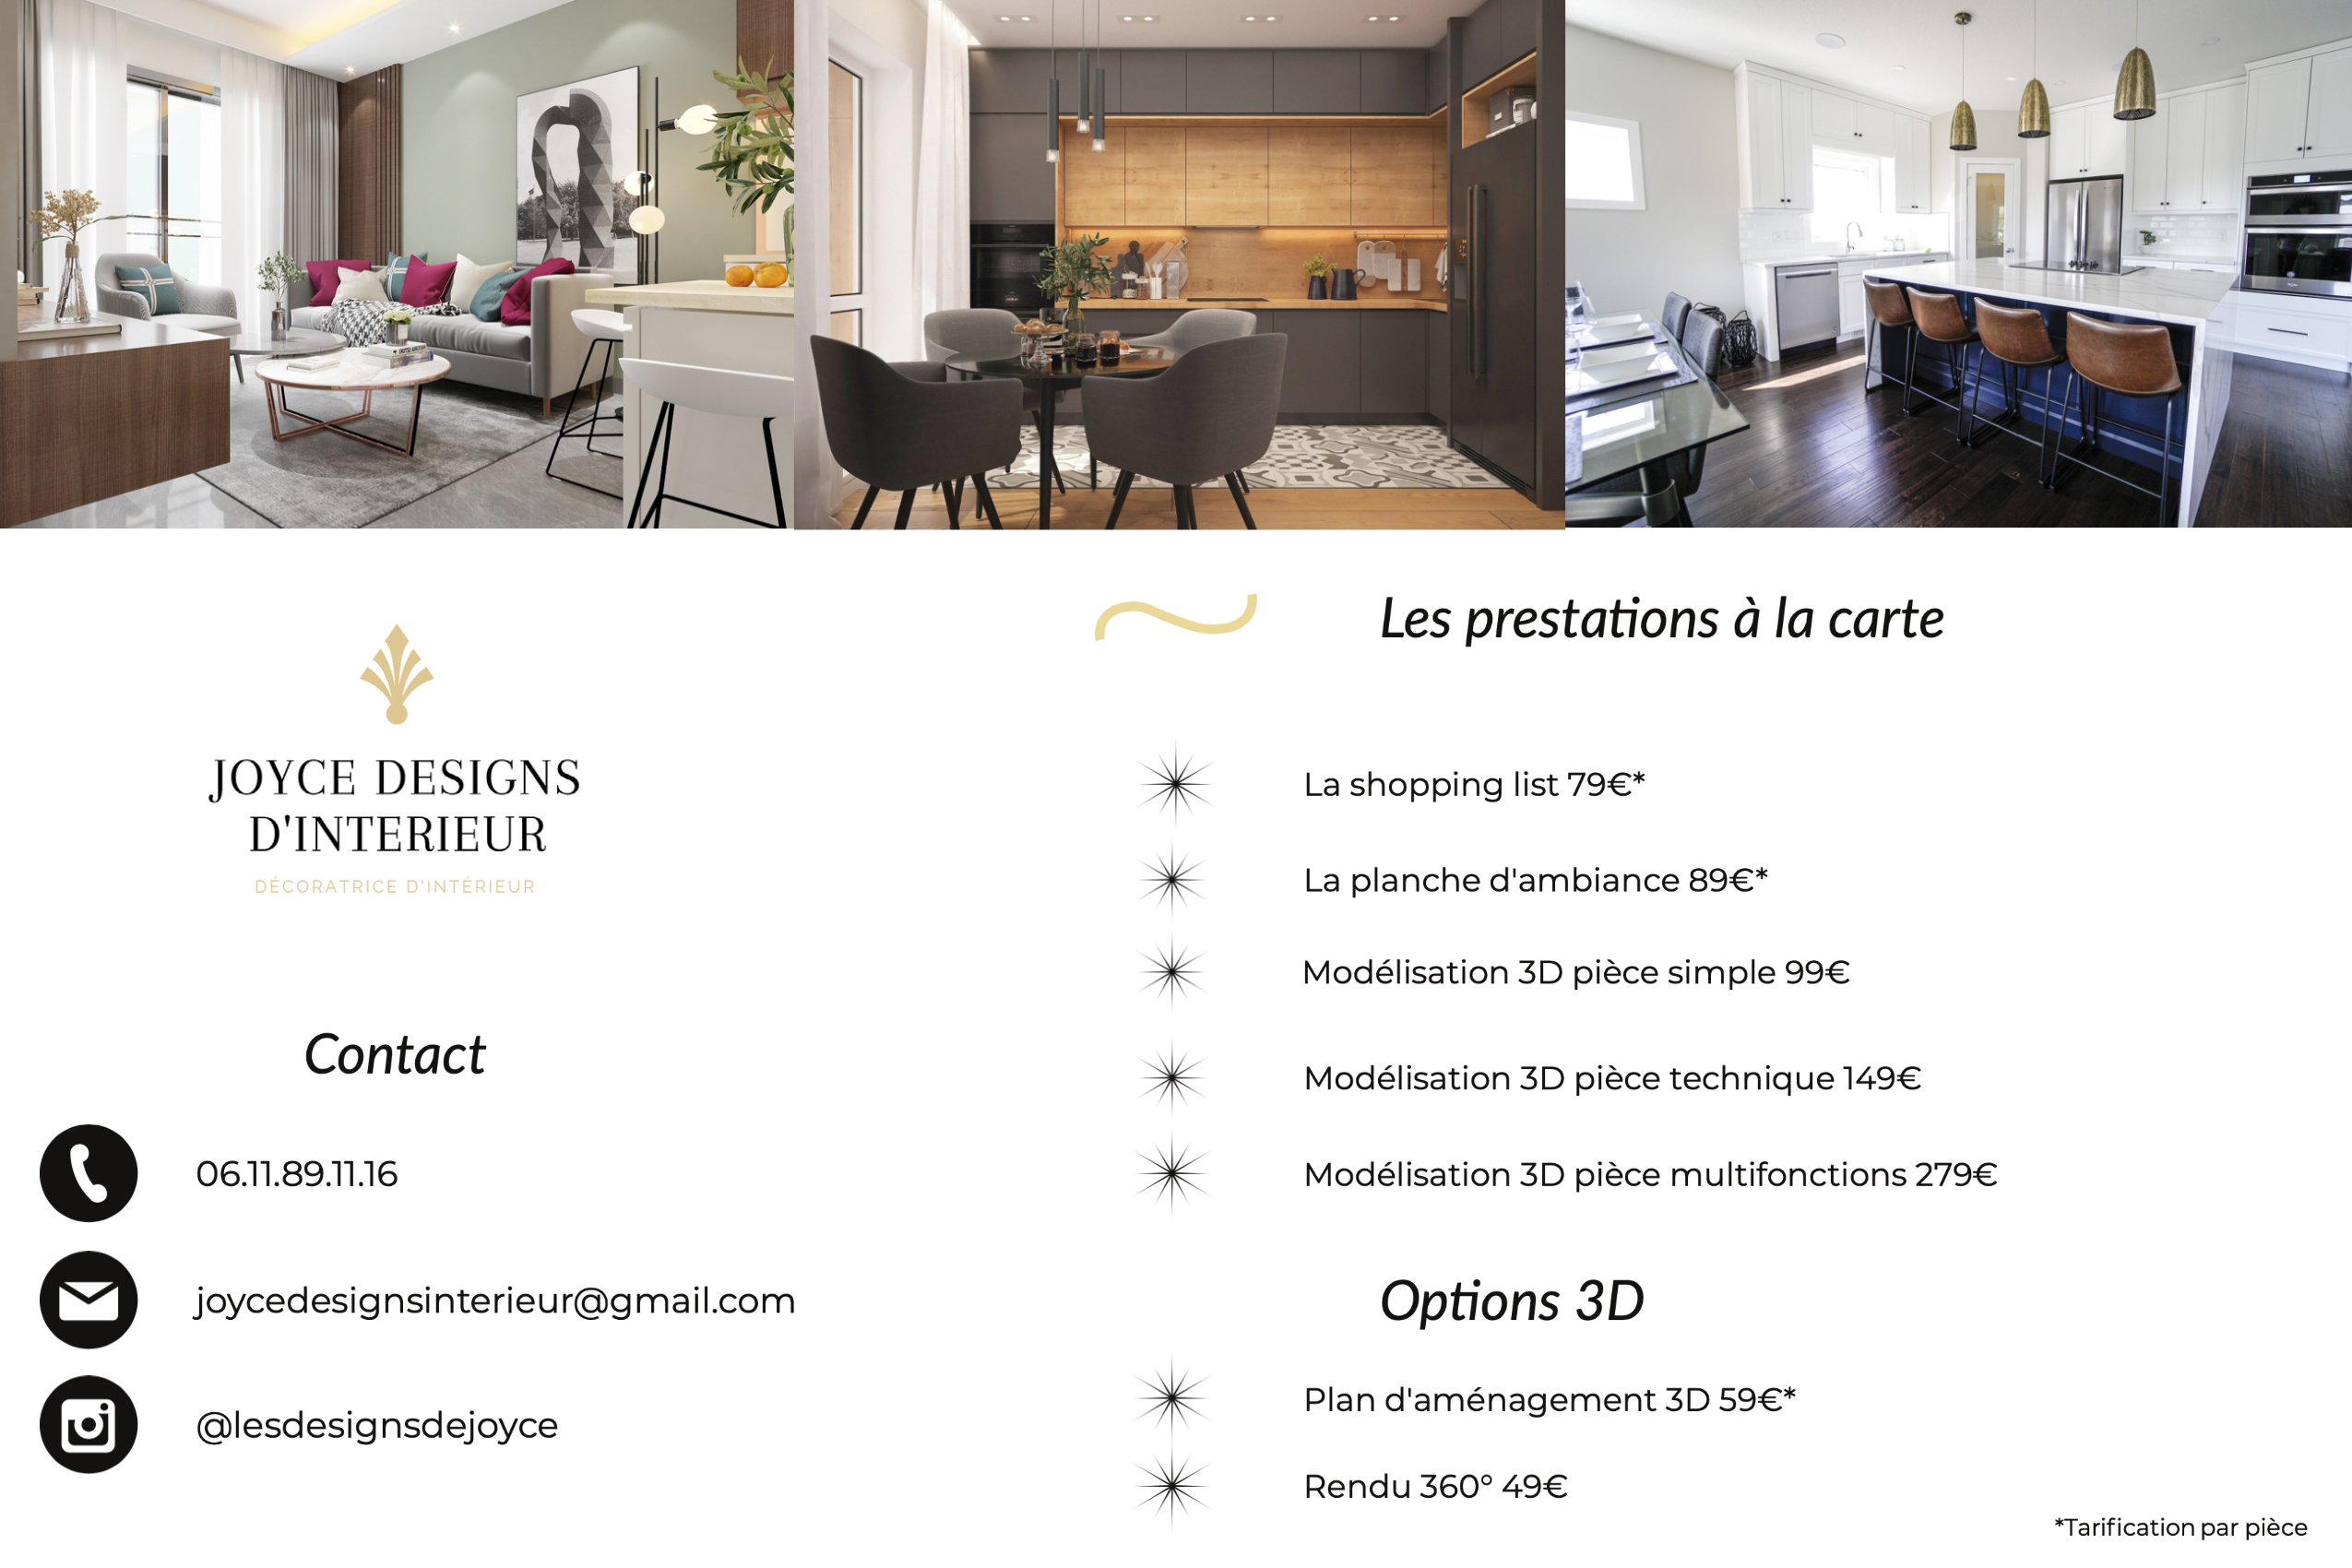 JOYCE DESIGNS
D'INTERIEUR
DÉCORATRICE D'INTÉRIEUR
Contact
06.11.89.11.16
joycedesignsinterieur@gmail.com
@lesdesignsdejoyce
Les prestations à la carte
La shopping list 79€*
La planche d'ambiance 89€*
Modélisation 3D pièce simple 99€
Modélisation 3D pièce technique 149€
Modélisation 3D pièce multifonctions 279€
Options 3D
Plan d'aménagement 3D 59€*
Rendu 360° 49€
*Tarification par pièce